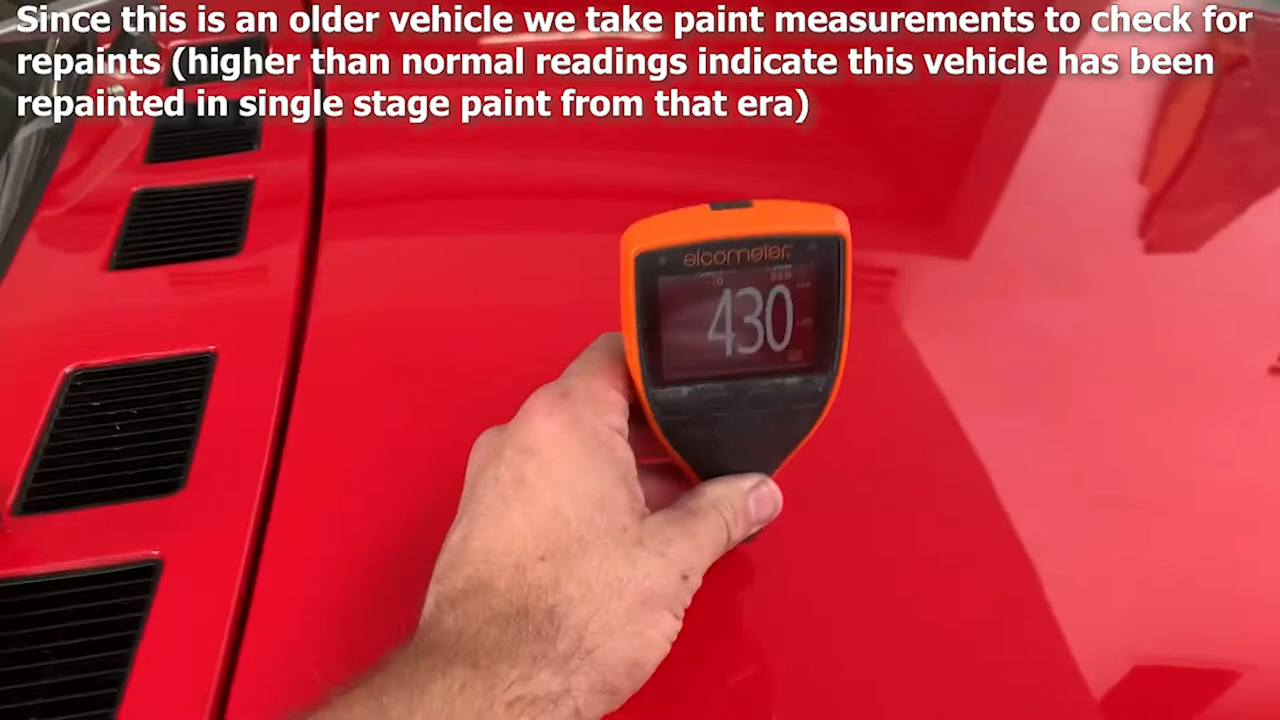 Since this is an older vehicle we take paint measurements to check for
repaints (higher than normal readings indicate this vehicle has been
repainted in single stage paint from that era)
elcometer
430